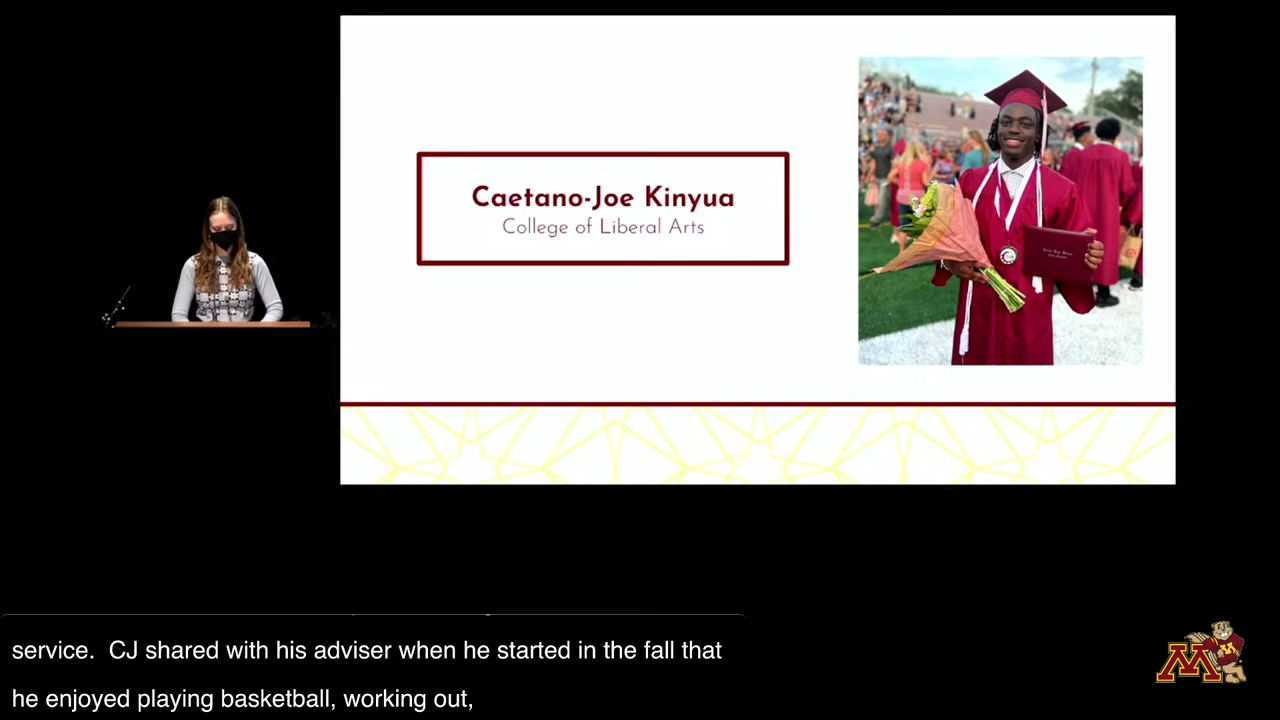 Caetano-Joe Kinyua
College of Liberal Arts
service.  CJ shared with his adviser when he started in the fall that
he enjoyed playing basketball, working out,
M